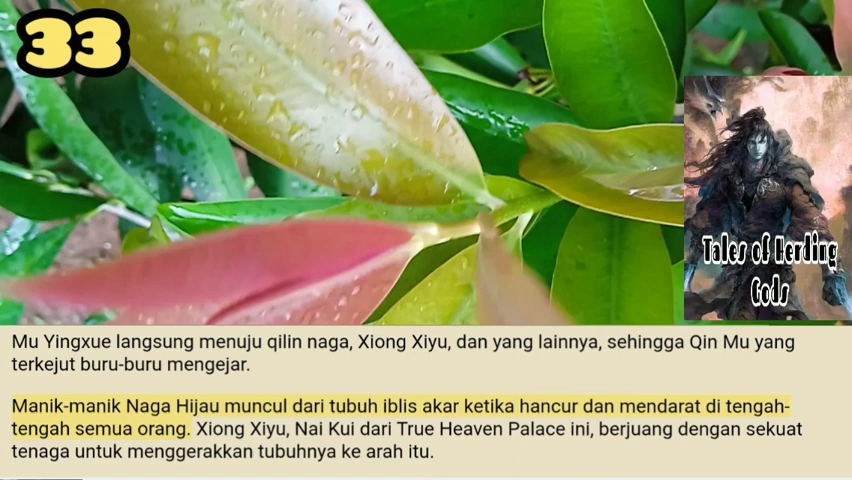 33
Tales of Herding
Gods
Mu Yingxue langsung menuju qilin naga, Xiong Xiyu, dan yang lainnya, sehingga Qin Mu yang
terkejut buru-buru mengejar.
Manik-manik Naga Hijau muncul dari tubuh iblis akar ketika hancur dan mendarat di tengah-
tengah semua orang. Xiong Xiyu, Nai Kui dari True Heaven Palace ini, berjuang dengan sekuat
tenaga untuk menggerakkan tubuhnya ke arah itu.